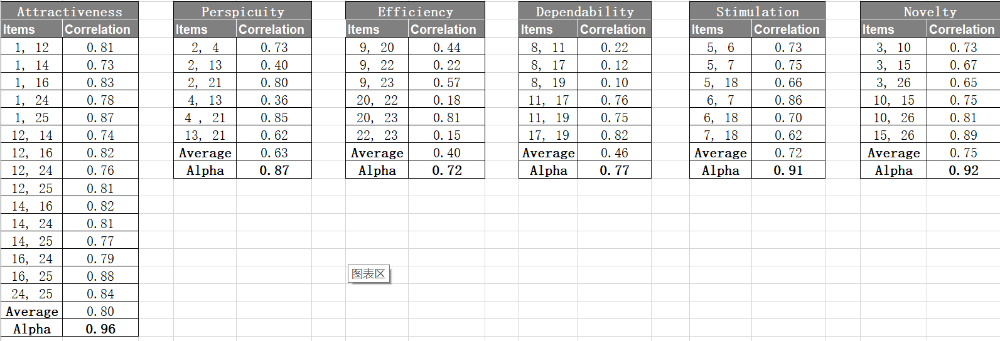 Attractiveness Perspicuity Efficiency Dependability Stimulation Novelty
Items Correlation Items Correlation Items Correlation Items Correlation Items Correlation Items Correlation
1, 12 0.81 2, 4 0.73 9, 20 0.44 8, 11 0.22 5, 6 0.73 3, 10 0.73
1, 14 0.73 2, 13 0.40 9, 22 0.22 8, 17 0.12 5, 7 0.75 3, 15 0.67
1, 16 0.83 2, 21 0.80 9, 23 0.57 8, 19 0.10 5, 18 0.66 3, 26 0.65
1, 24 0.78 4, 13 0.36 20, 22 0.18 11, 17 0.76 6, 7 0.86 10, 15 0.75
1, 25 0.87 4 , 21 0.85 20, 23 0.81 11, 19 0.75 6, 18 0.70 10, 26 0.81
12, 14 0.74 13, 21 0.62 22, 23 0.15 17, 19 0.82 7, 18 0.62 15, 26 0.89
12, 16 0.82 Average 0.63 Average 0.40 Average 0.46 Average 0.72 Average 0.75
12, 24 0.76 Alpha 0.87 Alpha 0.72 Alpha 0.77 Alpha 0.91 Alpha 0.92
12, 25 0.81
14, 16 0.82
14, 24 0.81
14, 25 0.77
16, 24 0.79
图表区
16, 25 0.88
24, 25 0.84
Average 0.80
Alpha 0.96